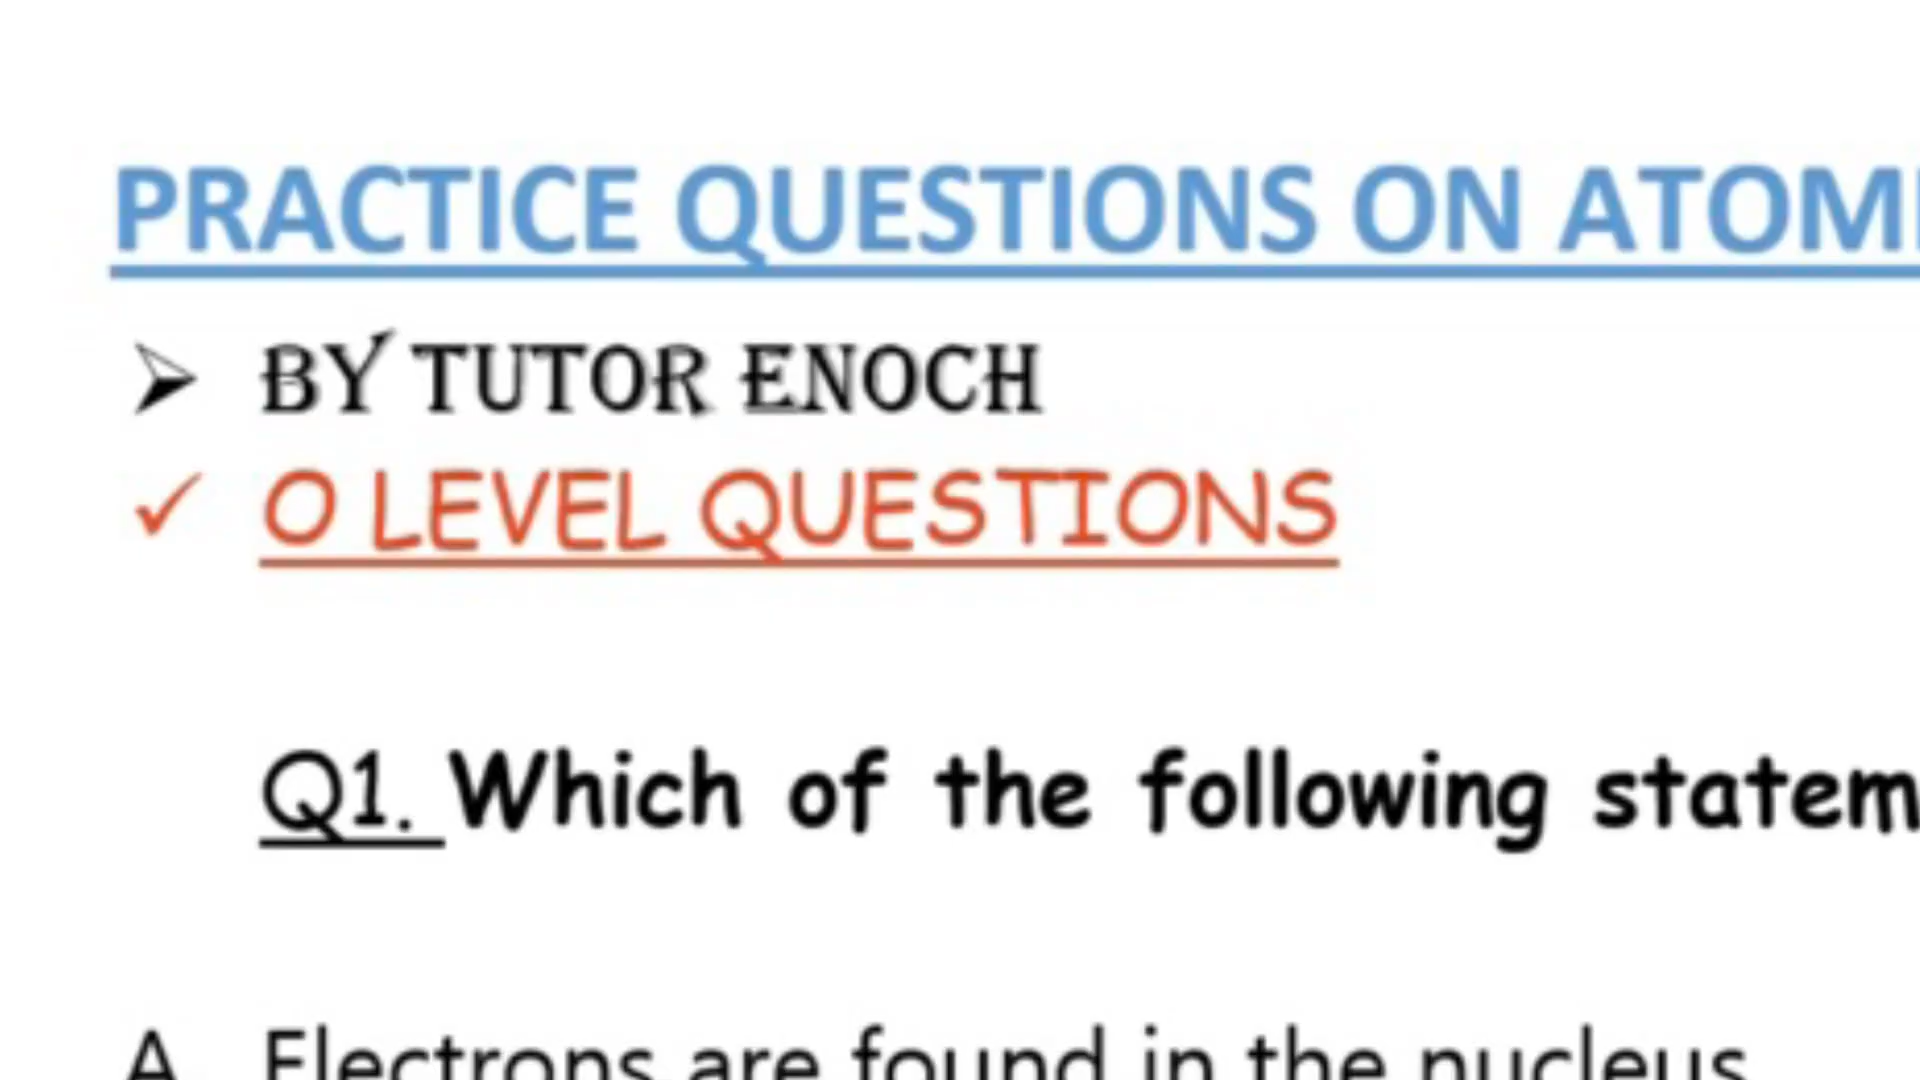 PRACTICE QUESTIONS ON ATOMI
➢ BY TUTOR ENOCH
✓ O LEVEL QUESTIONS
Q1. Which of the following statem
A. Electrons are found in the nucleus